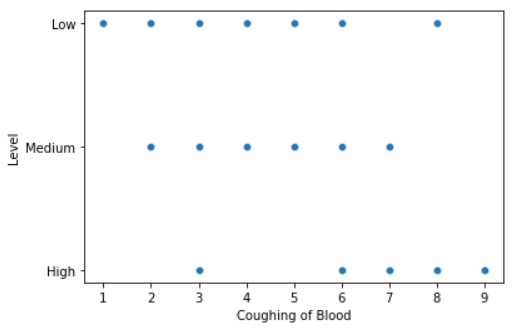 Low
Medium
High
Level
1 2 3 4 5 6 7 8 9
Coughing of Blood